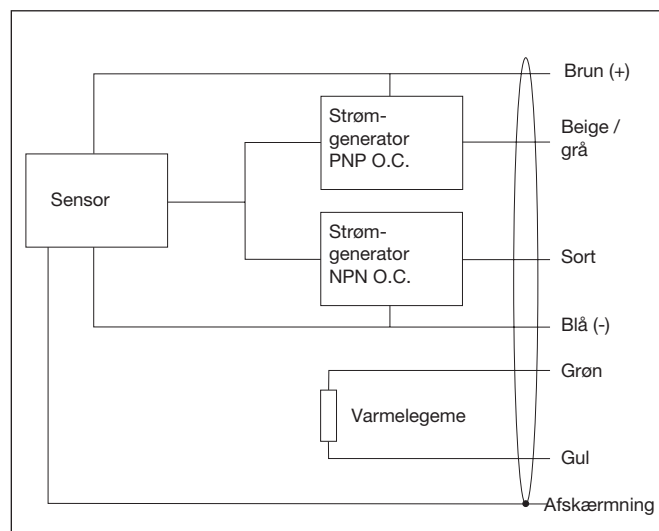 Brun (+)
Strøm-
generator
PNP O.C.
Beige /
grå
Sensor
Strøm-
generator
NPN O.C.
Sort
Blå (-)
Grøn
Varmelegeme
Gul
Afskærmning